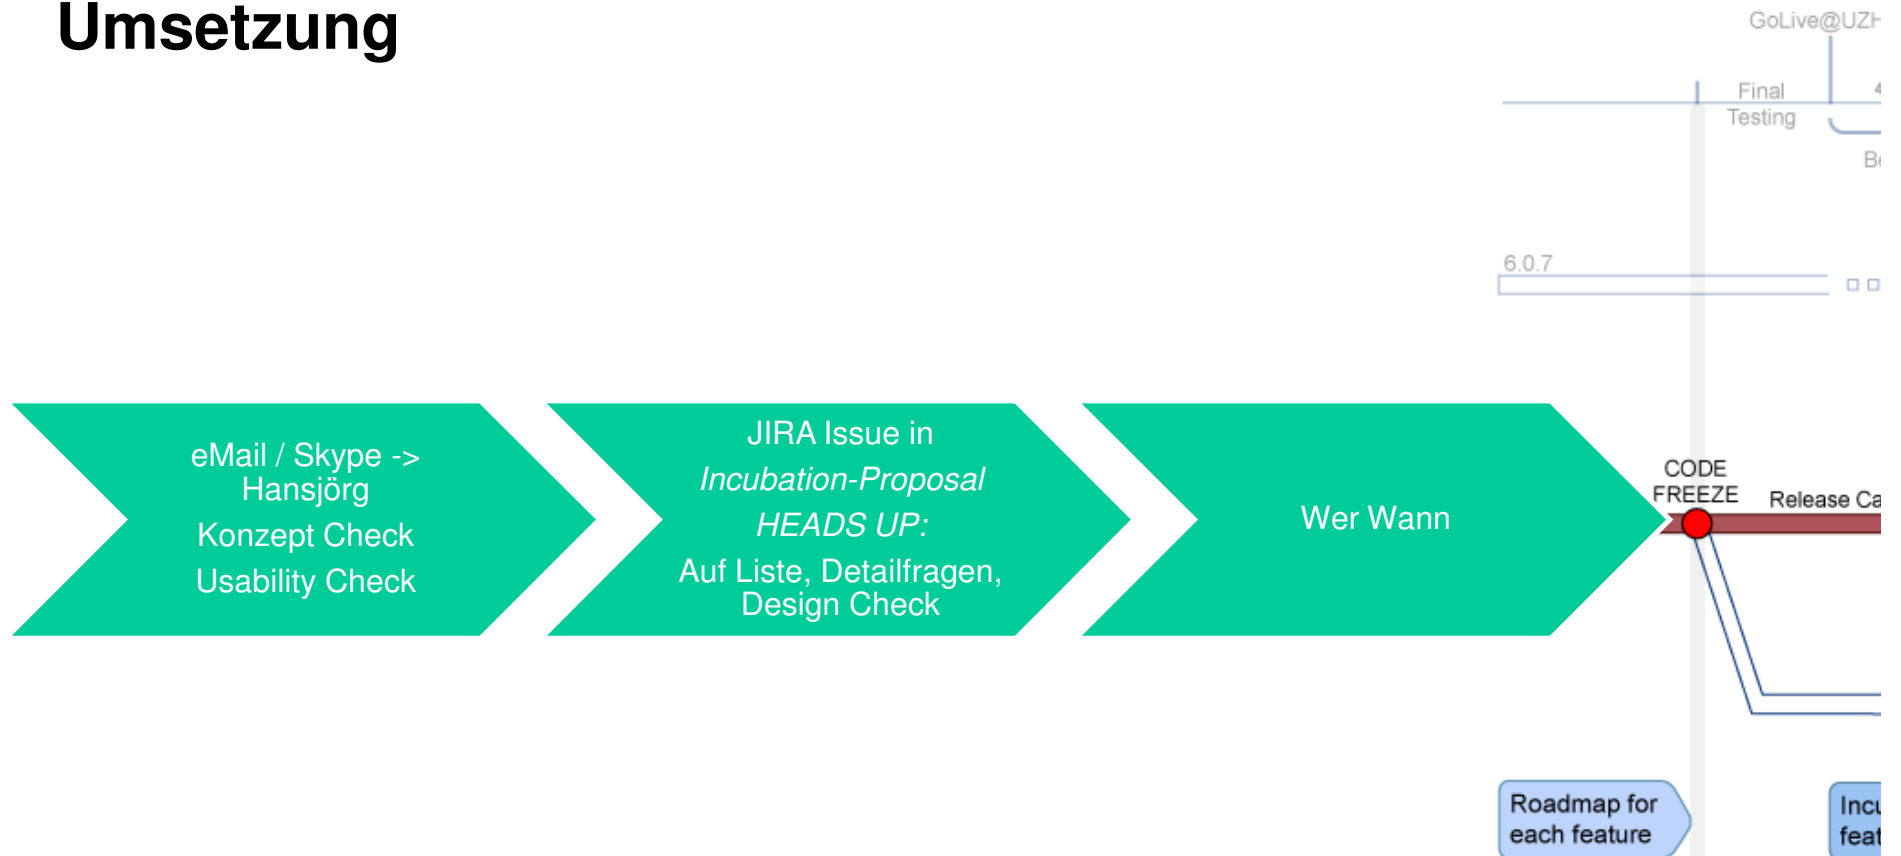 Umsetzung
GoLive@UZH
Final
Testing
6.0.7
eMail / Skype ->
Hansjörg
Konzept Check
Usability Check
JIRA Issue in
Incubation-Proposal
HEADS UP:
Auf Liste, Detailfragen,
Design Check
Wer Wann
CODE
FREEZE
Release
Roadmap for
each feature